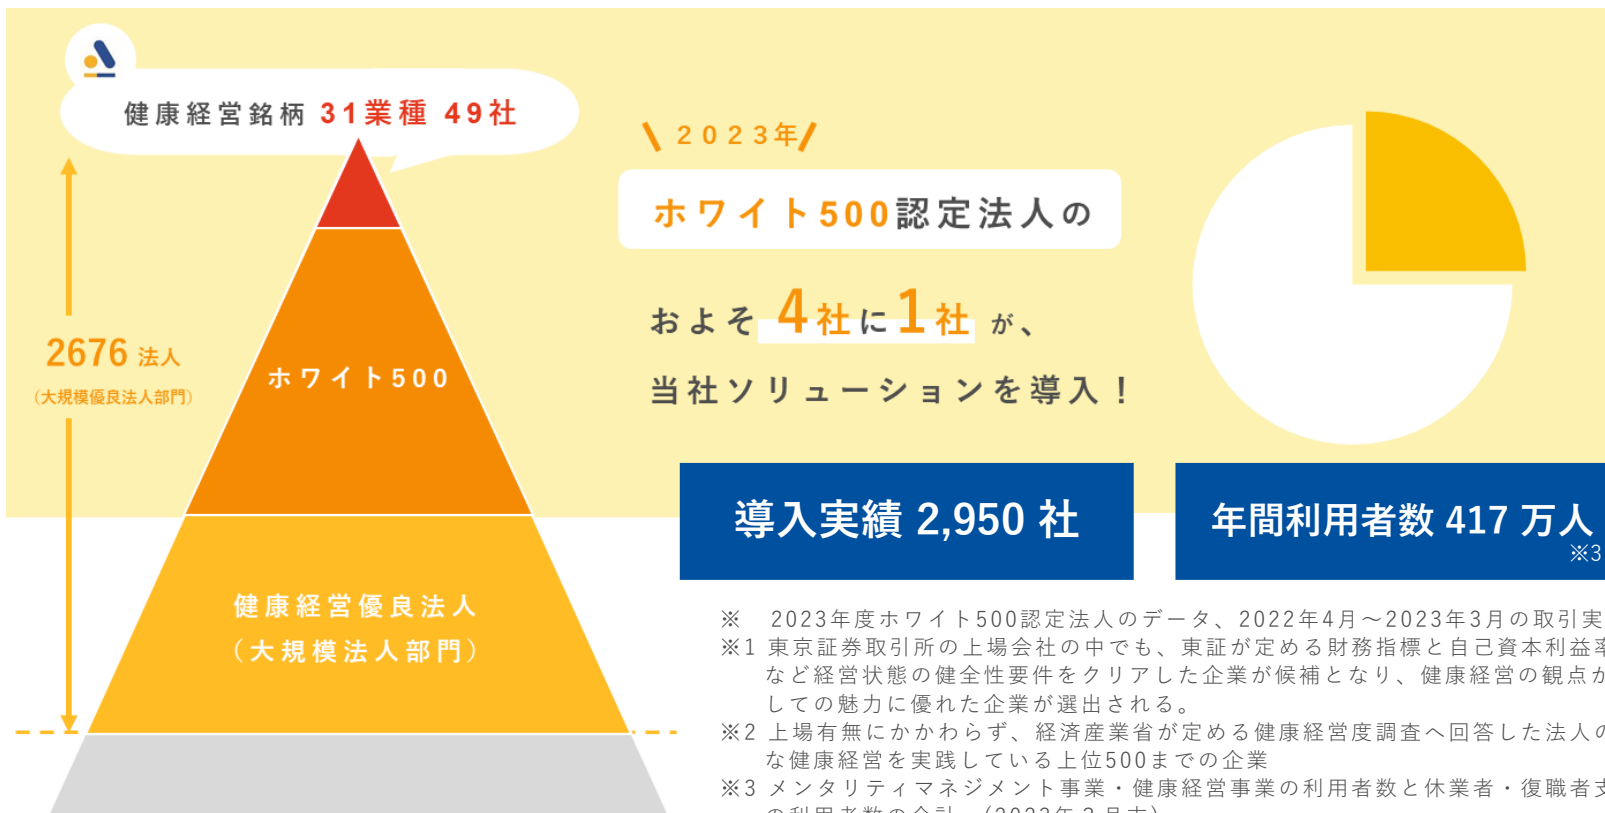 健康経営銘柄 31業種 49社
2676 法人
(大規模優良法人部門)
ホワイト500
健康経営優良法人
(大規模法人部門)
\ 2023年/
ホワイト500認定法人の
およそ 4社に1社 が、
当社ソリューションを導入！
導入実績 2,950 社
年間利用者数 417 万人
※3
※ 2023年度ホワイト500認定法人のデータ、2022年4月～2023年3月の取引実
※1 東京証券取引所の上場会社の中でも、東証が定める財務指標と自己資本利益率
など経営状態の健全性要件をクリアした企業が候補となり、健康経営の観点か
しての魅力に優れた企業が選出される。
※2 上場有無にかかわらず、経済産業省が定める健康経営度調査へ回答した法人の
な健康経営を実践している上位500までの企業
※3 メンタリティマネジメント事業・健康経営事業の利用者数と休業者・復職者支